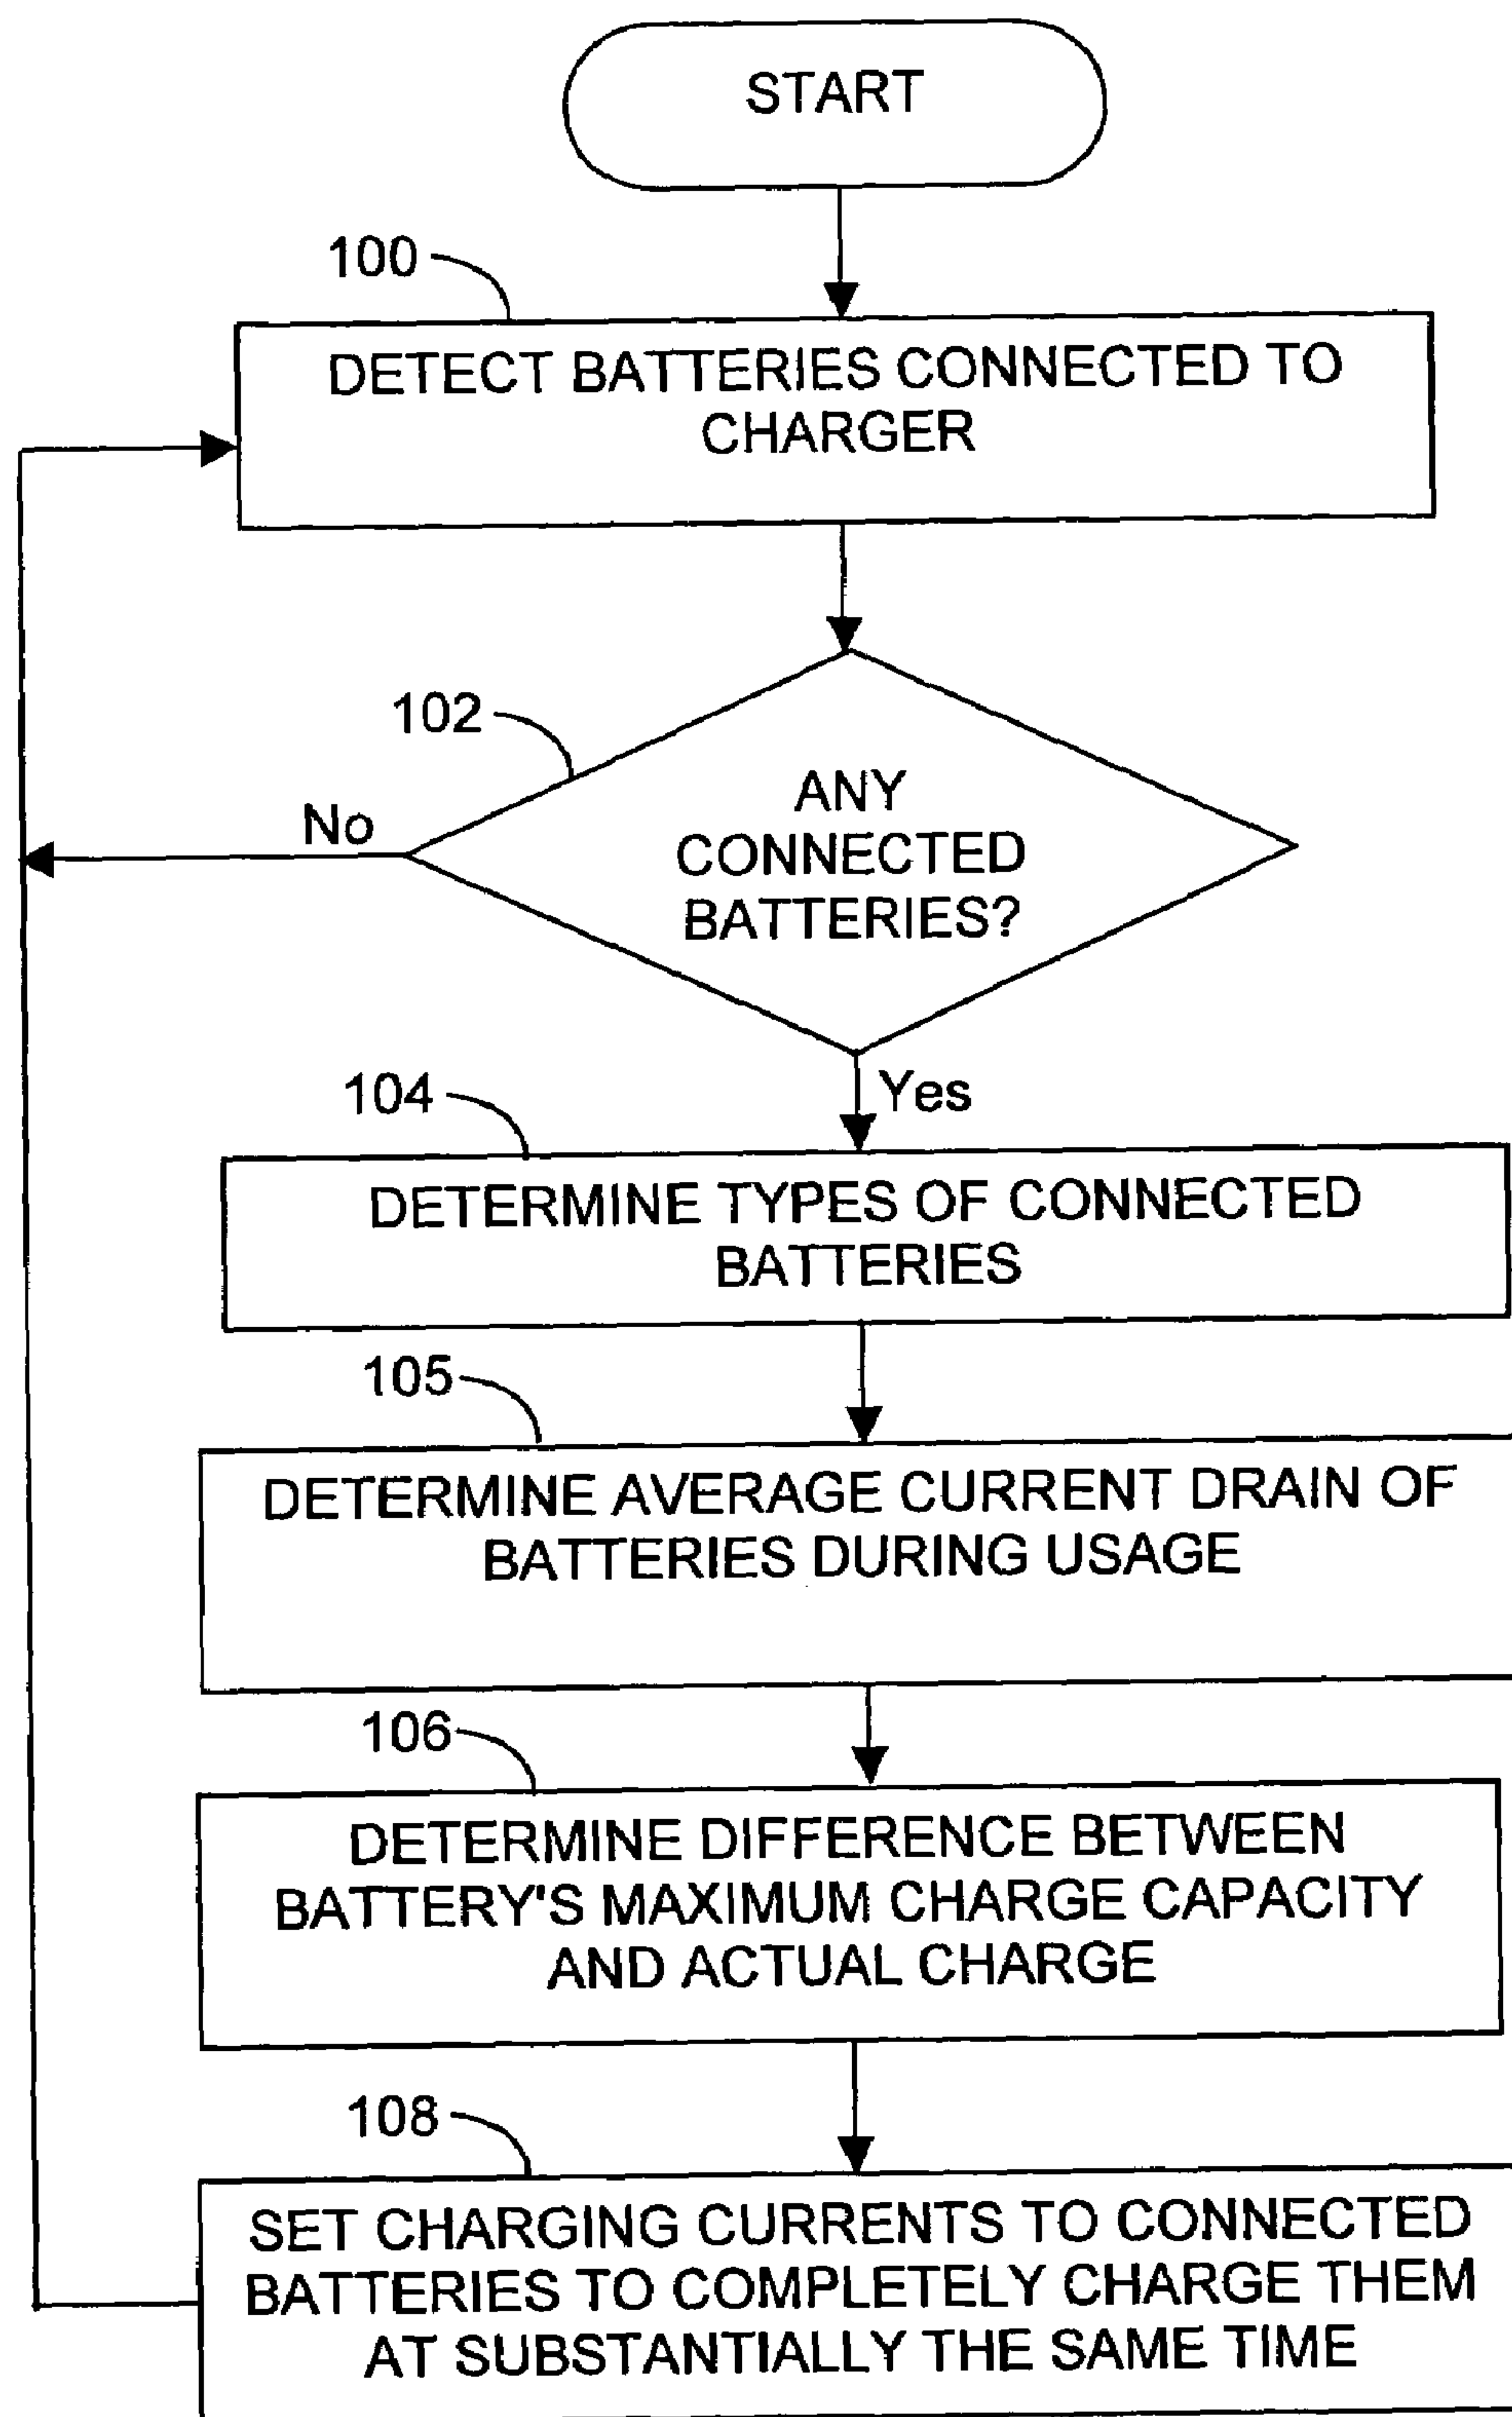 START
100
DETECT BATTERIES CONNECTED TO
CHARGER
102
ANY
CONNECTED
BATTERIES?
No
Yes
104
DETERMINE TYPES OF CONNECTED
BATTERIES
105
DETERMINE AVERAGE CURRENT DRAIN OF
BATTERIES DURING USAGE
106
DETERMINE DIFFERENCE BETWEEN
BATTERY'S MAXIMUM CHARGE CAPACITY
AND ACTUAL CHARGE
108
SET CHARGING CURRENTS TO CONNECTED
BATTERIES TO COMPLETELY CHARGE THEM
AT SUBSTANTIALLY THE SAME TIME